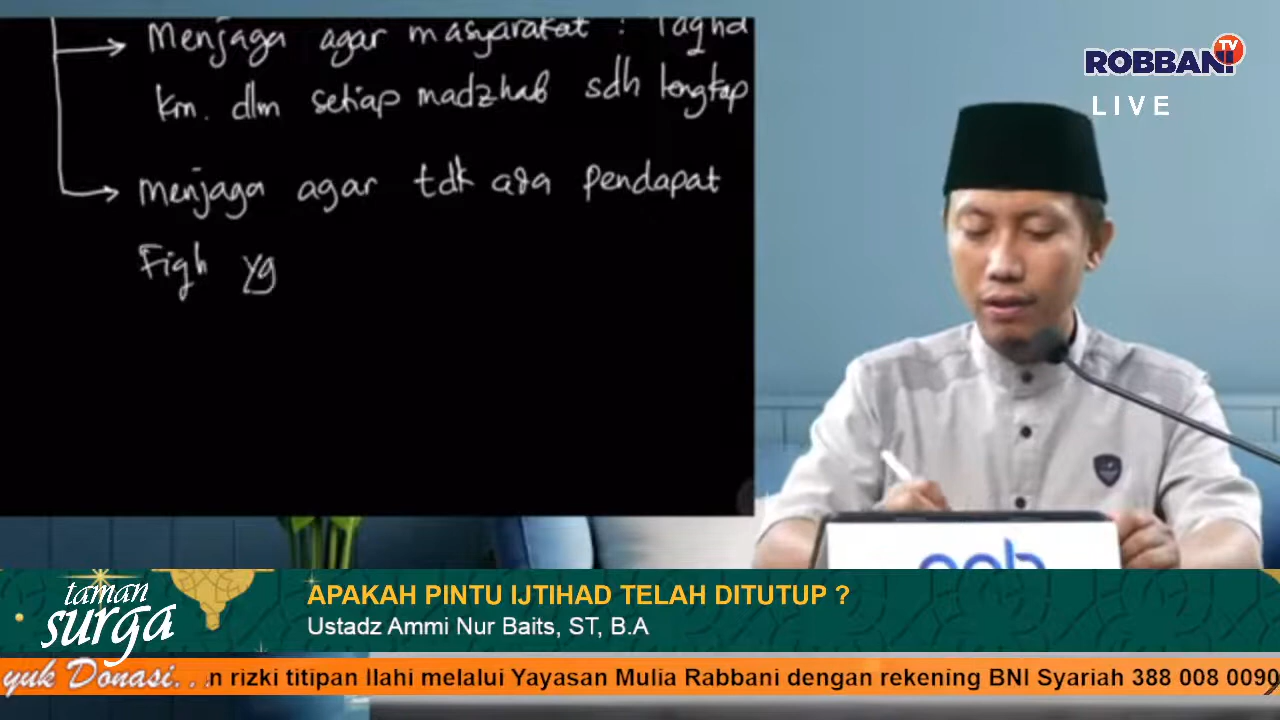 Menjaga agar masyarakat :
krn. dlm setiap madzhab sdh lengkap
menjaga agar tdk ada pendapat
Fiqh yg
ROBBANI TV
LIVE
taman
surga
APAKAH PINTU IJTIHAD TELAH DITUTUP ?
Ustadz Ammi Nur Baits, ST, B.A
yuk Donasi. . . n rizki titipan Ilahi melalui Yayasan Mulia Rabbani dengan rekening BNI Syariah 388 008 0090